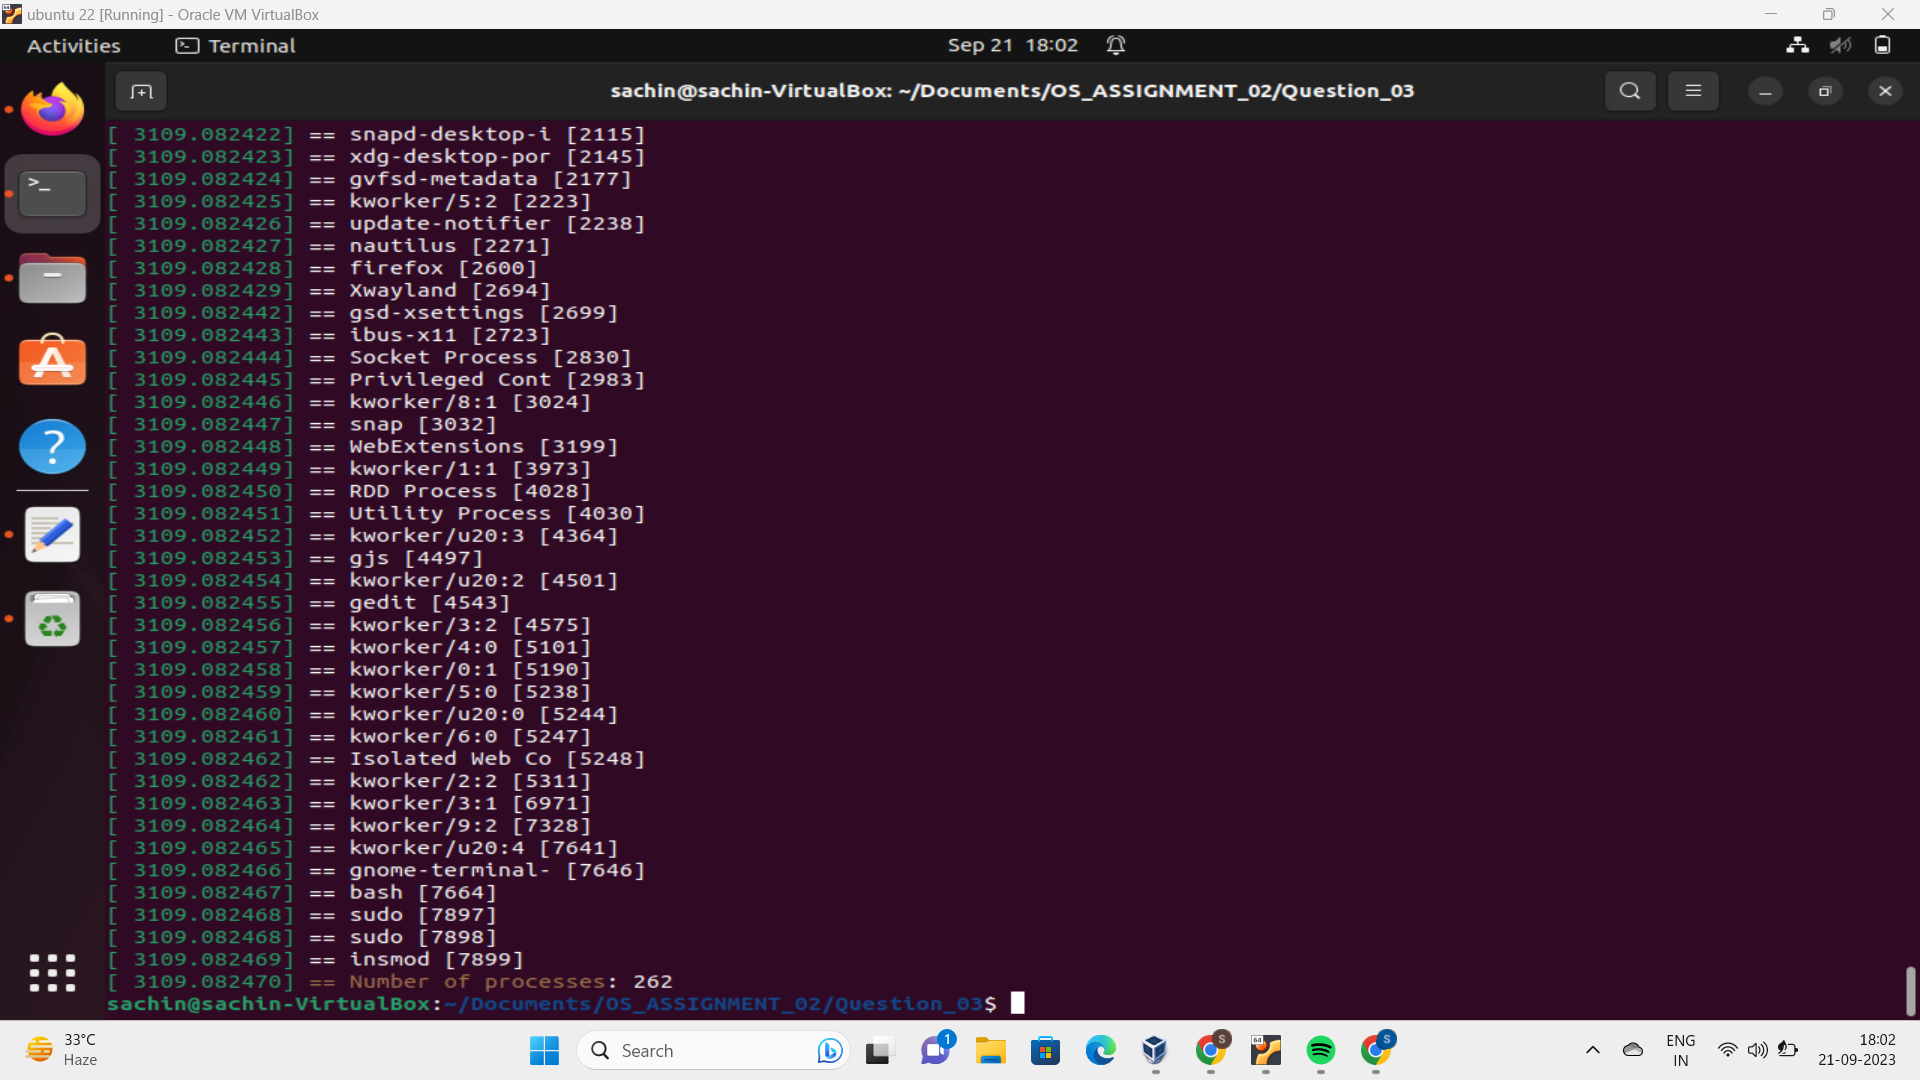 ubuntu 22 [Running] - Oracle VM VirtualBox
Activities Terminal Sep 21 18:02
sachin@sachin-VirtualBox: ~/Documents/OS_ASSIGNMENT_02/Question_03
[ 3109.082422] == snapd-desktop-i [2115]
[ 3109.082423] == xdg-desktop-por [2145]
[ 3109.082424] == gvfsd-metadata [2177]
[ 3109.082425] == kworker/5:2 [2223]
[ 3109.082426] == update-notifier [2238]
[ 3109.082427] == nautilus [2271]
[ 3109.082428] == firefox [2600]
[ 3109.082429] == Xwayland [2694]
[ 3109.082442] == gsd-xsettings [2699]
[ 3109.082443] == ibus-x11 [2723]
[ 3109.082444] == Socket Process [2830]
[ 3109.082445] == Privileged Cont [2983]
[ 3109.082446] == kworker/8:1 [3024]
[ 3109.082447] == snap [3032]
[ 3109.082448] == WebExtensions [3199]
[ 3109.082449] == kworker/1:1 [3973]
[ 3109.082450] == RDD Process [4028]
[ 3109.082451] == Utility Process [4030]
[ 3109.082452] == kworker/u20:3 [4364]
[ 3109.082453] == gjs [4497]
[ 3109.082454] == kworker/u20:2 [4501]
[ 3109.082455] == gedit [4543]
[ 3109.082456] == kworker/3:2 [4575]
[ 3109.082457] == kworker/4:0 [5101]
[ 3109.082458] == kworker/0:1 [5190]
[ 3109.082459] == kworker/5:0 [5238]
[ 3109.082460] == kworker/u20:0 [5244]
[ 3109.082461] == kworker/6:0 [5247]
[ 3109.082462] == Isolated Web Co [5248]
[ 3109.082462] == kworker/2:2 [5311]
[ 3109.082463] == kworker/3:1 [6971]
[ 3109.082464] == kworker/9:2 [7328]
[ 3109.082465] == kworker/u20:4 [7641]
[ 3109.082466] == gnome-terminal- [7646]
[ 3109.082467] == bash [7664]
[ 3109.082468] == sudo [7897]
[ 3109.082468] == sudo [7898]
[ 3109.082469] == insmod [7899]
[ 3109.082470] == Number of processes: 262
sachin@sachin-VirtualBox:~/Documents/OS_ASSIGNMENT_02/Question_03$
33°C
Haze
Search
1
S
64
S
ENG
IN
18:02
21-09-2023